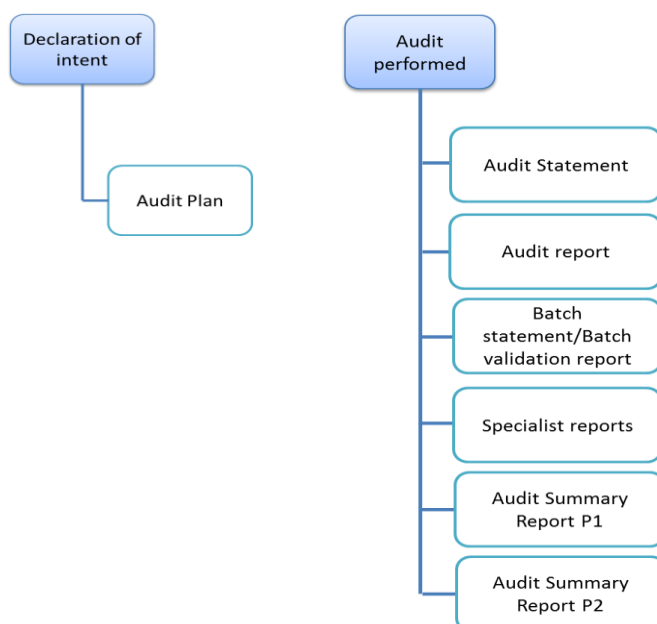 Declaration of
intent
Audit Plan
Audit
performed
Audit Statement
Audit report
Batch
statement/Batch
validation report
Specialist reports
Audit Summary
Report P1
Audit Summary
Report P2